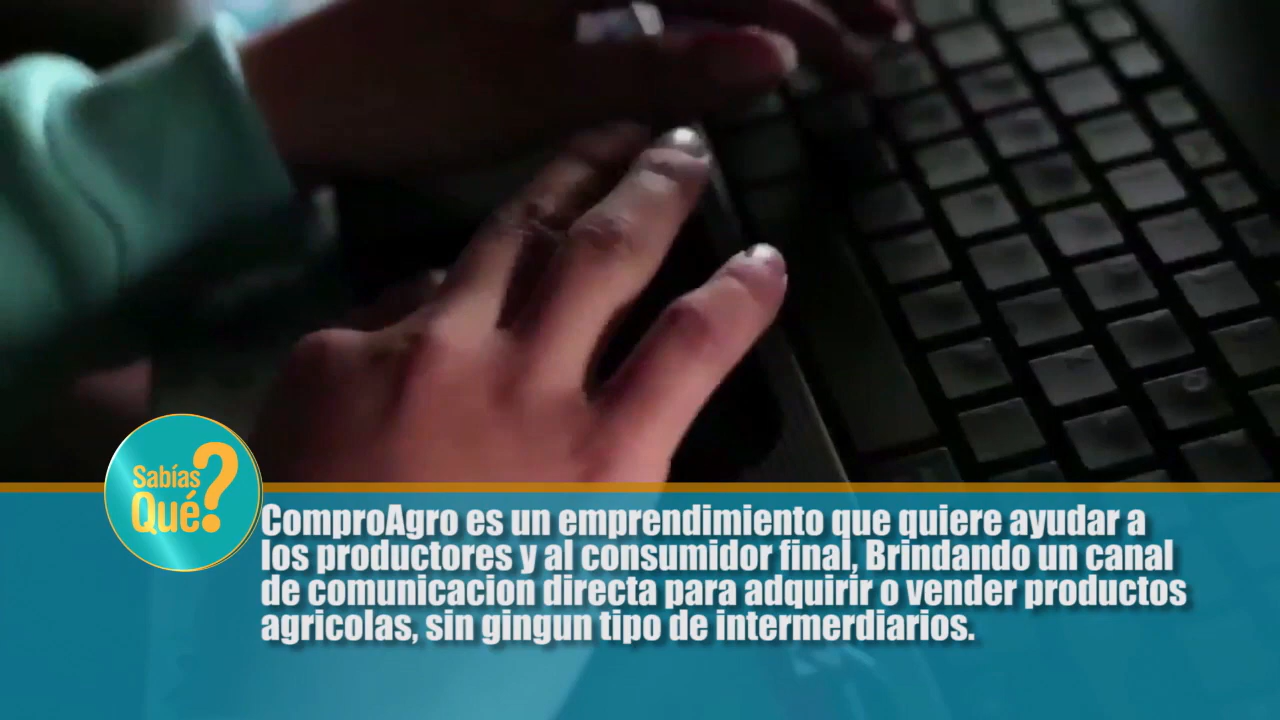 Sabías
Qué?
ComproAgro es un emprendimiento que quiere ayudar a
los productores y al consumidor final, Brindando un canal
de comunicacion directa para adquirir o vender productos
agricolas, sin gingun tipo de intermerdiarios.